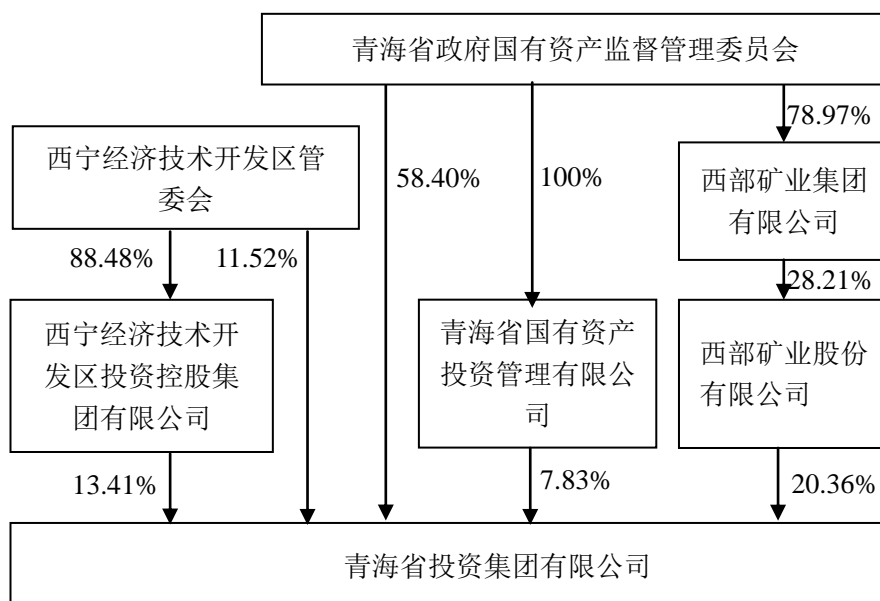 青海省政府国有资产监督管理委员会
78.97%
西宁经济技术开发区管
委会
58.40%
100%
西部矿业集团
有限公司
88.48%
11.52%
28.21%
西宁经济技术开
发区投资控股集
团有限公司
青海省国有资产
投资管理有限公
司
西部矿业股份
有限公司
13.41%
7.83%
20.36%
青海省投资集团有限公司